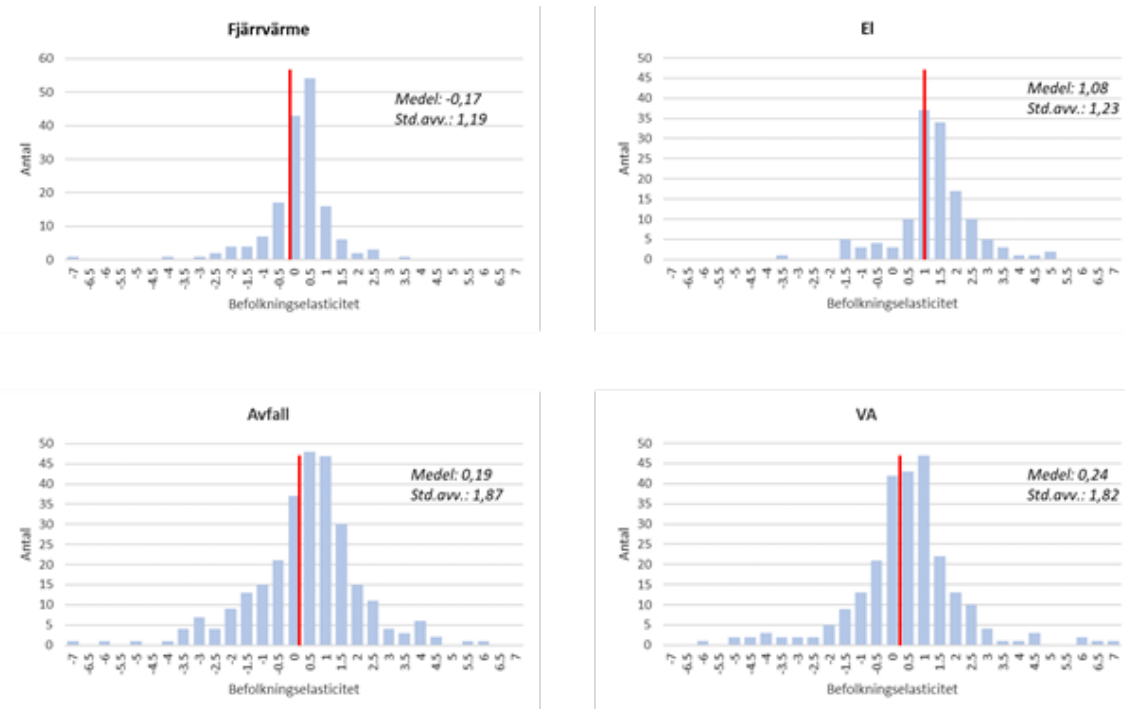 Fjärrvärme
60
50
40
30
20
10
0
Antal
Medel: -0,17
Std.avv.: 1,19
-7 -6.5 -6 -5.5 -5 -4.5 -4 -3.5 -3 -2.5 -2 -1.5 -1 -0.5 0 0.5 1 1.5 2 2.5 3 3.5 4 4.5 5 5.5 6 6.5 7
Befolkningselasticitet
El
50
45
40
35
30
25
20
15
10
5
0
Antal
Medel: 1,08
Std.avv.: 1,23
-7 -6.5 -6 -5.5 -5 -4.5 -4 -3.5 -3 -2.5 -2 -1.5 -1 -0.5 0 0.5 1 1.5 2 2.5 3 3.5 4 4.5 5 5.5 6 6.5 7
Befolkningselasticitet
Avfall
50
45
40
35
30
25
20
15
10
5
0
Antal
Medel: 0,19
Std.avv.: 1,87
-7 -6.5 -6 -5.5 -5 -4.5 -4 -3.5 -3 -2.5 -2 -1.5 -1 -0.5 0 0.5 1 1.5 2 2.5 3 3.5 4 4.5 5 5.5 6 6.5 7
Befolkningselasticitet
VA
50
45
40
35
30
25
20
15
10
5
0
Antal
Medel: 0,24
Std.avv.: 1,82
-7 -6.5 -6 -5.5 -5 -4.5 -4 -3.5 -3 -2.5 -2 -1.5 -1 -0.5 0 0.5 1 1.5 2 2.5 3 3.5 4 4.5 5 5.5 6 6.5 7
Befolkningselasticitet